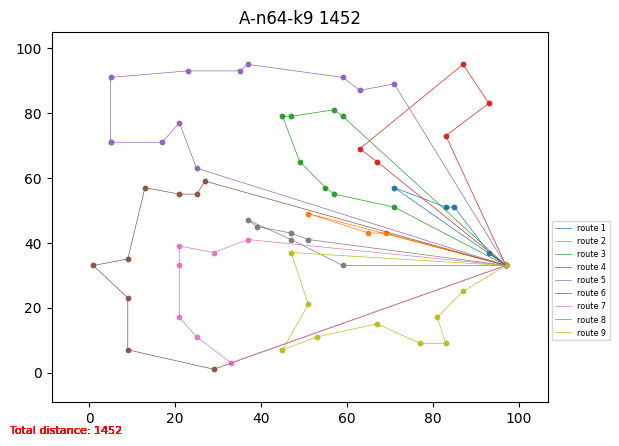 A-n64-k9 1452
100
80
60
40
20
0
0 20 40 60 80 100
route 1
route 2
route 3
route 4
route 5
route 6
route 7
route 8
route 9
Total distance: 1452